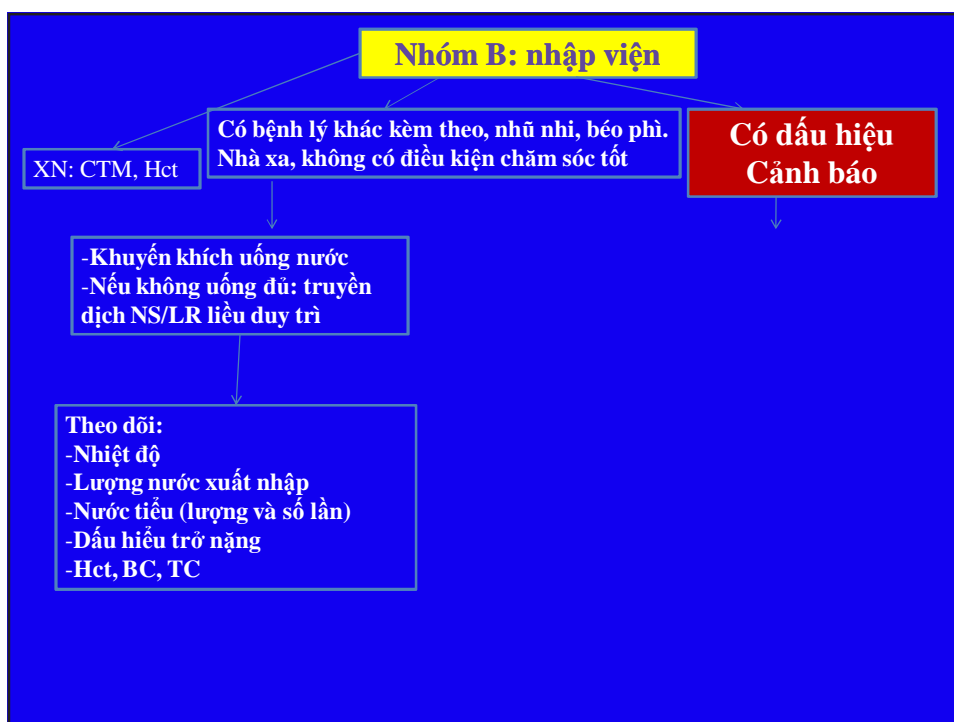 Nhóm B: nhập viện
XN: CTM, Hct
Có bệnh lý khác kèm theo, nhũ nhi, béo phì.
Nhà xa, không có điều kiện chăm sóc tốt
Có dấu hiệu
Cảnh báo
-Khuyến khích uống nước
-Nếu không uống đủ: truyền
dịch NS/LR liều duy trì
Theo dõi:
-Nhiệt độ
-Lượng nước xuất nhập
-Nước tiểu (lượng và số lần)
-Dấu hiểu trở nặng
-Hct, BC, TC